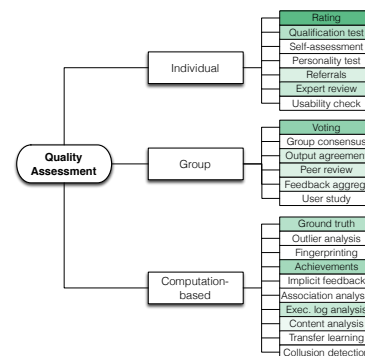 Quality
Assessment
Individual
Rating
Qualification test
Self-assessment
Personality test
Referrals
Expert review
Usability check
Group
Voting
Group consensus
Output agreement
Peer review
Feedback aggreg
User study
Computation-
based
Ground truth
Outlier analysis
Fingerprinting
Achievements
Implicit feedback
Association analys
Exec. log analysis
Content analysis
Transfer learning
Collusion detection